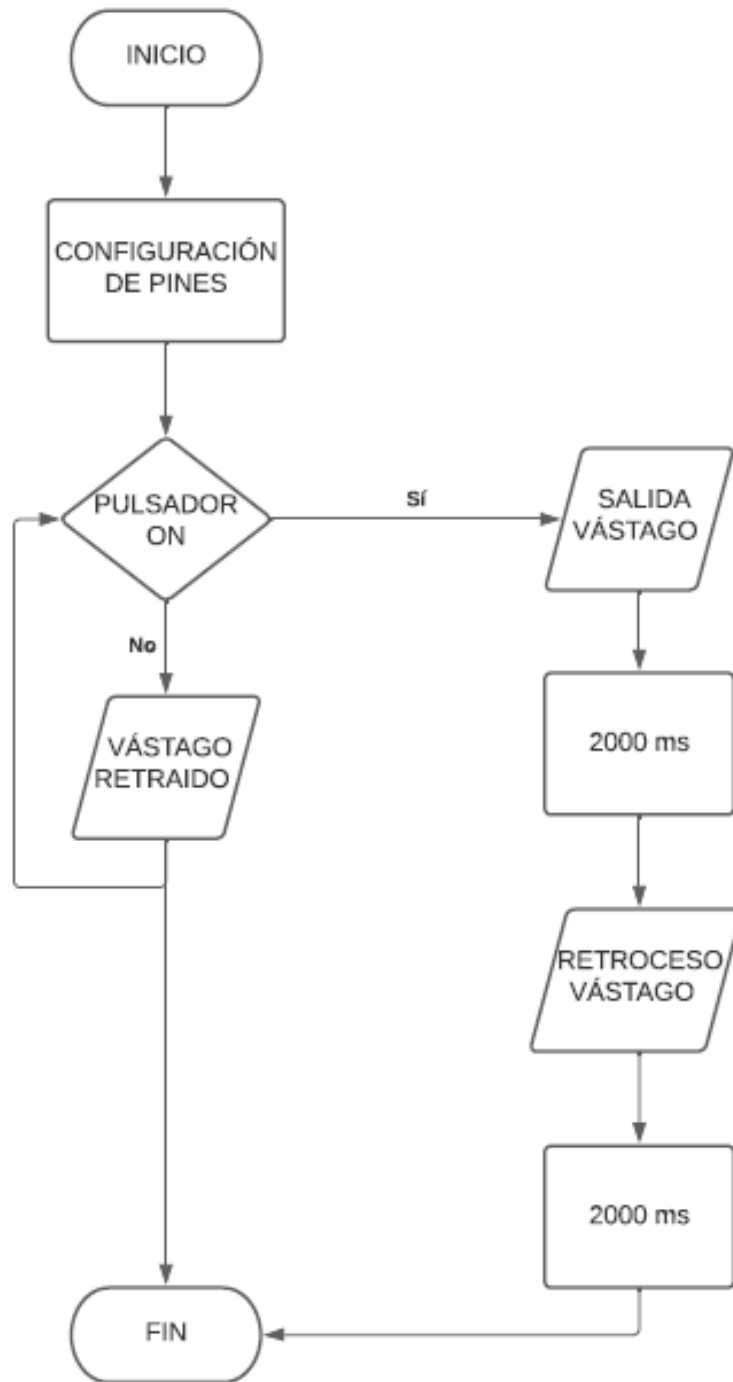 INICIO
CONFIGURACIÓN
DE PINES
PULSADOR
ON
Sí
SALIDA
VÁSTAGO
No
VÁSTAGO
RETRAIDO
2000 ms
RETROCESO
VÁSTAGO
2000 ms
FIN